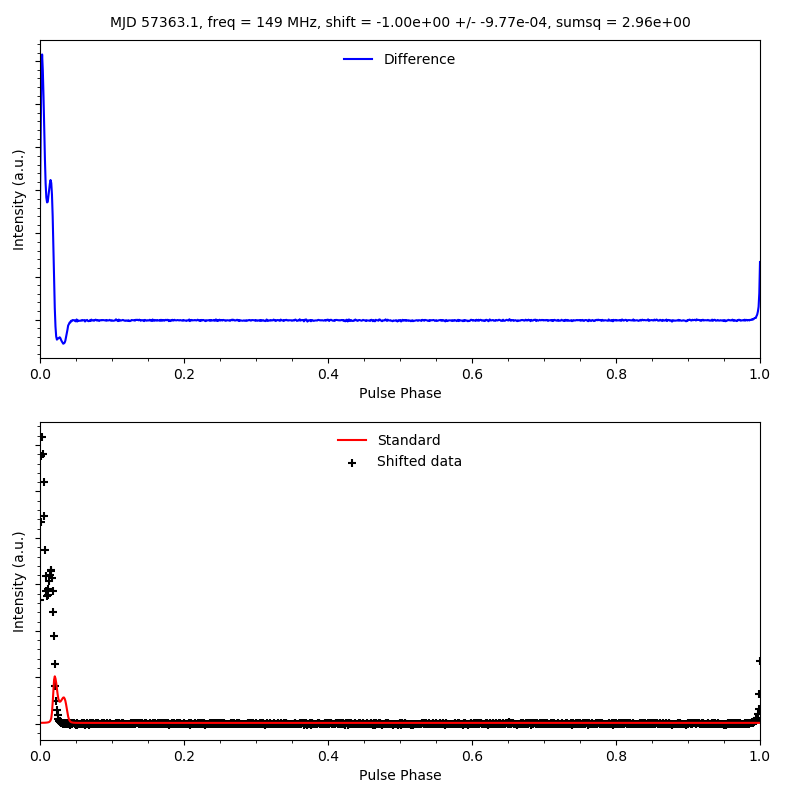 MJD 57363.1, freq = 149 MHz, shift = -1.00e+00 +/- -9.77e-04, sumsq = 2.96e+00
Difference
Intensity (a.u.)
0.0 0.2 0.4 0.6 0.8 1.0
Pulse Phase
Standard
Shifted data
Intensity (a.u.)
0.0 0.2 0.4 0.6 0.8 1.0
Pulse Phase